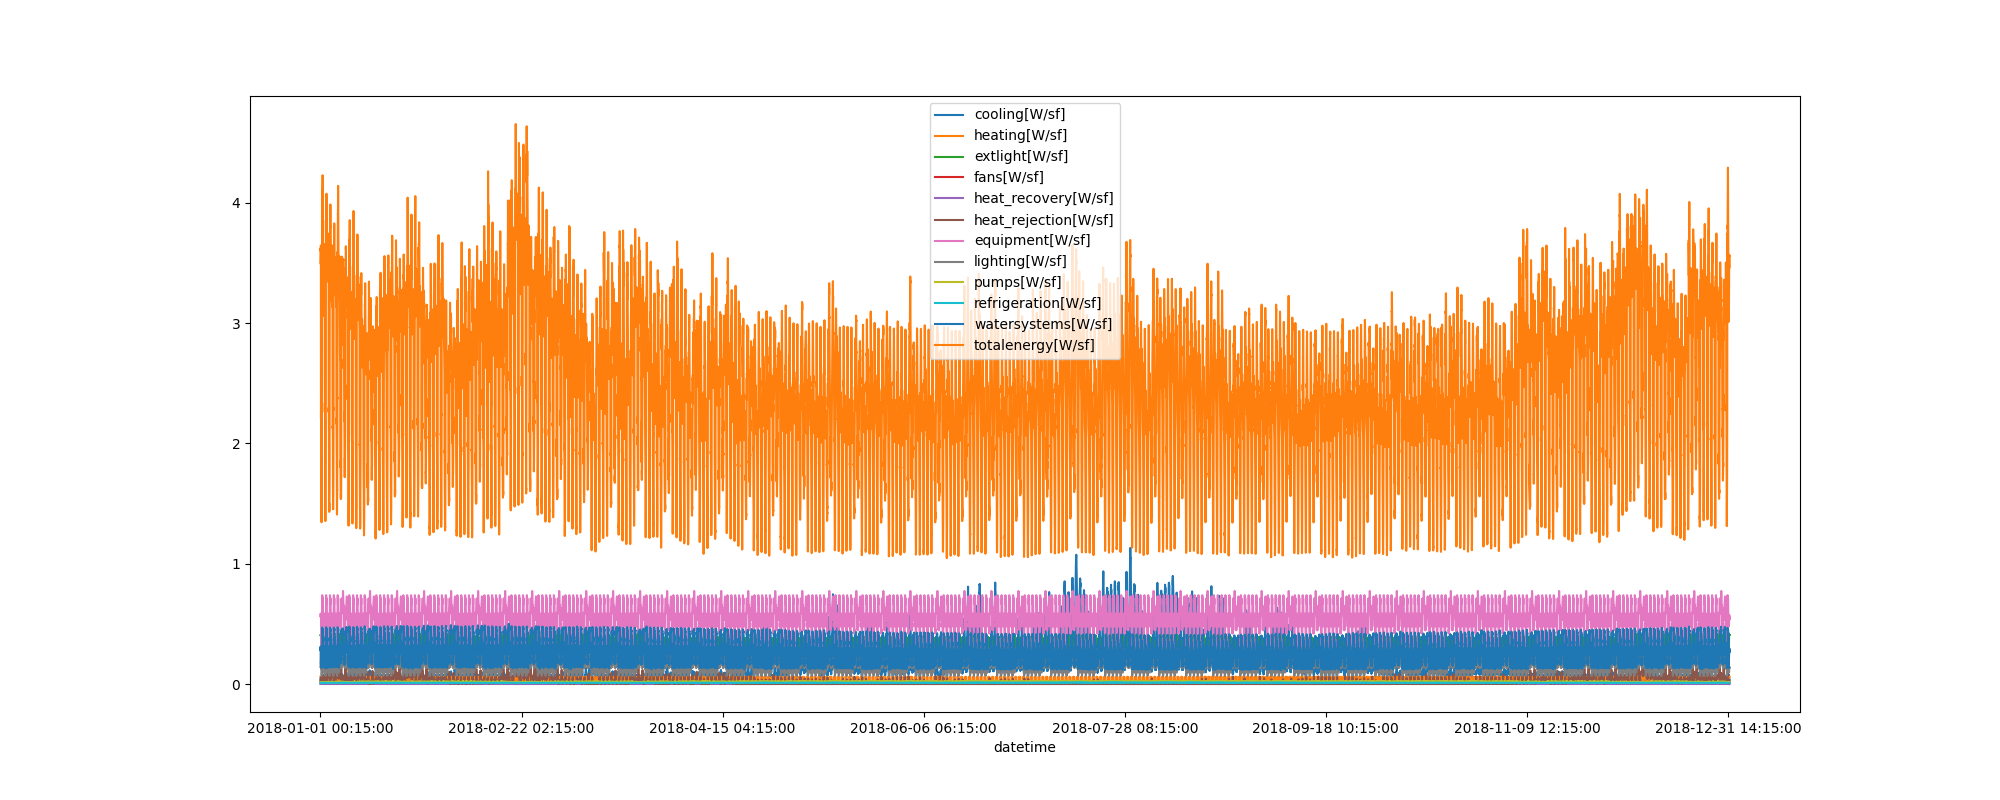 cooling[W/sf]
heating[W/sf]
extlight[W/sf]
fans[W/sf]
heat_recovery[W/sf]
heat_rejection[W/sf]
equipment[W/sf]
lighting[W/sf]
pumps[W/sf]
refrigeration[W/sf]
watersystems[W/sf]
totalenergy[W/sf]
4
3
2
1
0
2018-01-01 00:15:00 2018-02-22 02:15:00 2018-04-15 04:15:00 2018-06-06 06:15:00 2018-07-28 08:15:00 2018-09-18 10:15:00 2018-11-09 12:15:00 2018-12-31 14:15:00
datetime